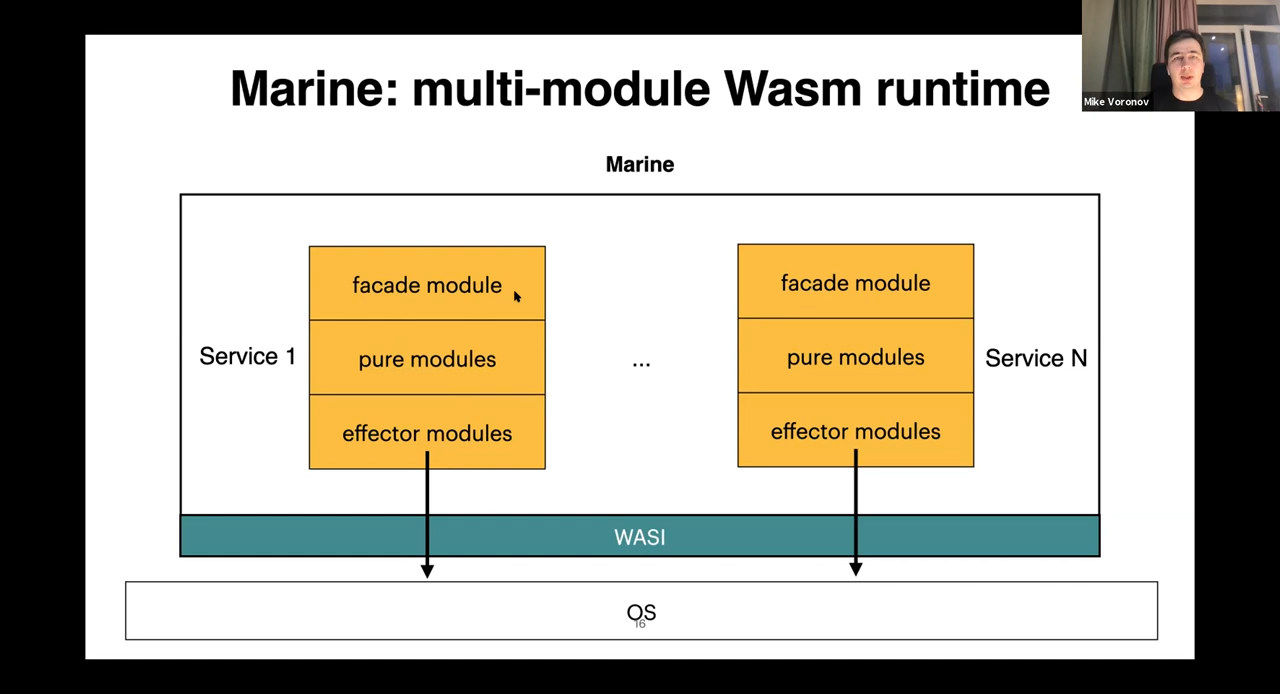 Marine: multi-module Wasm runtime
Mike Voronov
Marine
Service 1
facade module
pure modules
effector modules
...
facade module
pure modules
effector modules
Service N
WASI
OS
16